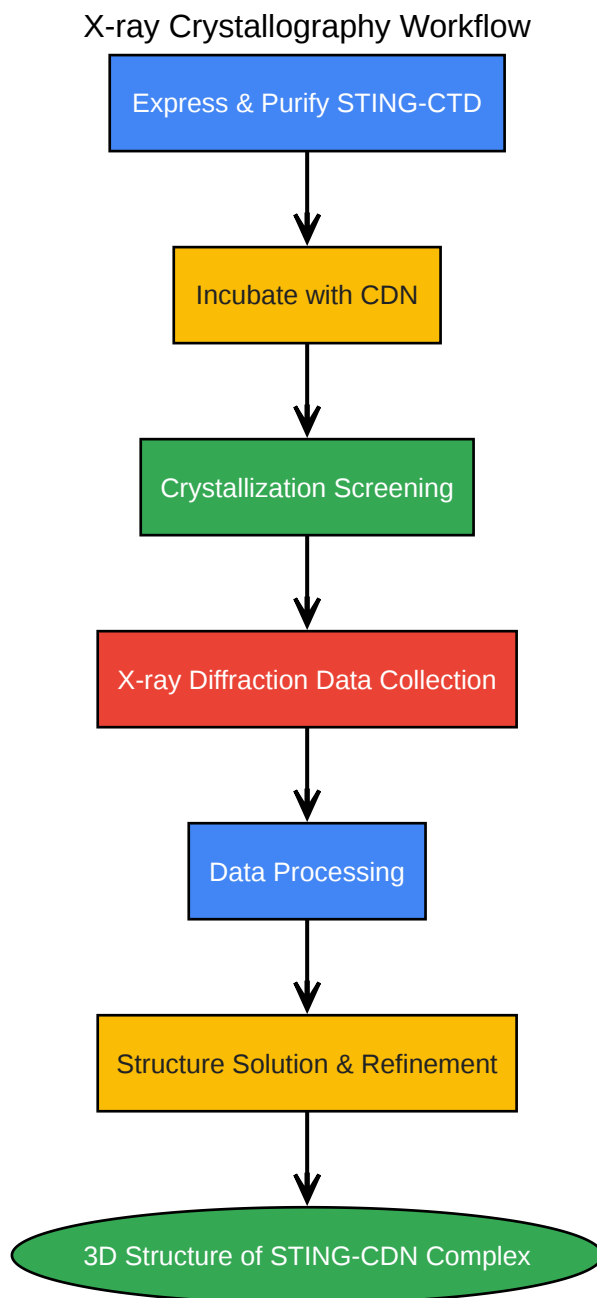 X-ray Crystallography Workflow
Express & Purify STING-CTD
Incubate with CDN
Crystallization Screening
X-ray Diffraction Data Collection
Data Processing
Structure Solution & Refinement
3D Structure of STING-CDN Complex